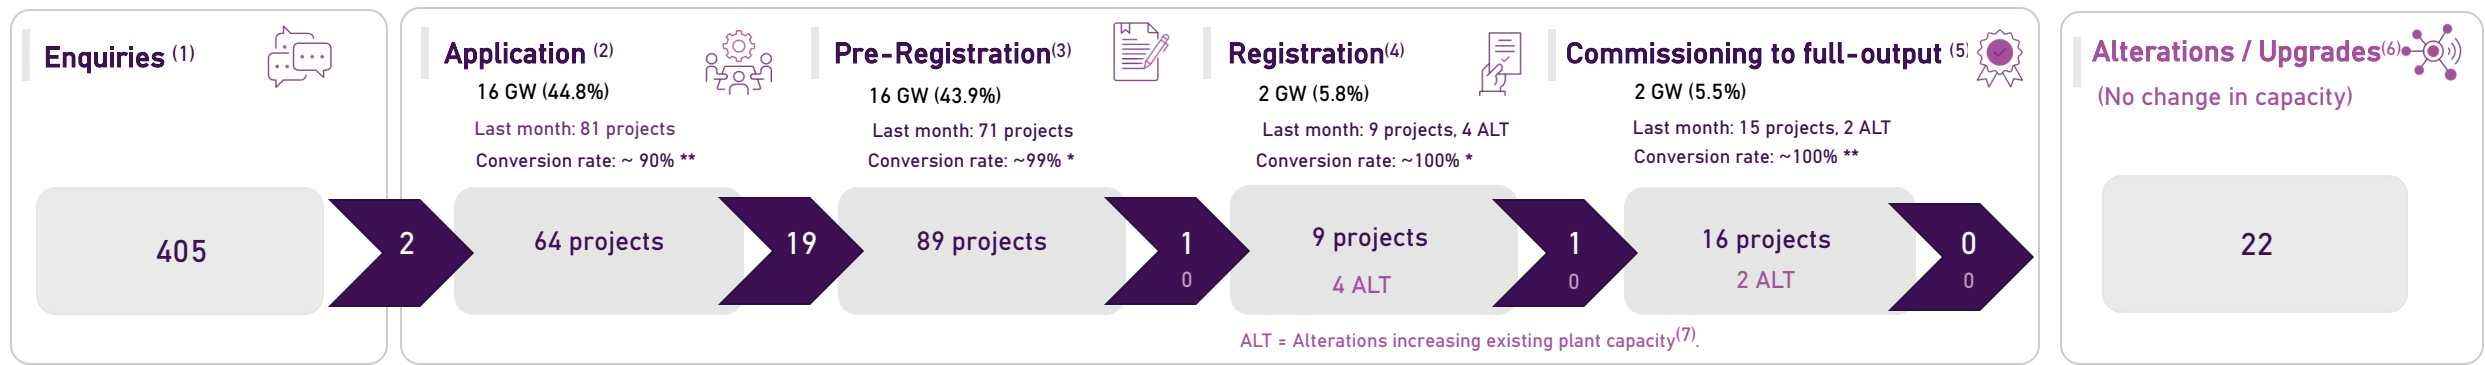 Enquiries (1)
405
2
Application (2)
16 GW (44.8%)
Last month: 81 projects
Conversion rate: ~ 90% **
64 projects
19
Pre-Registration(3)
16 GW (43.9%)
Last month: 71 projects
Conversion rate: ~99% *
89 projects
1
0
Registration(4)
2 GW (5.8%)
Last month: 9 projects, 4 ALT
Conversion rate: ~100% *
9 projects
4 ALT
1
0
Commissioning to full-output (5)
2 GW (5.5%)
Last month: 15 projects, 2 ALT
Conversion rate: ~100% **
16 projects
2 ALT
0
0
ALT = Alterations increasing existing plant capacity(7).
Alterations / Upgrades(6)
(No change in capacity)
22